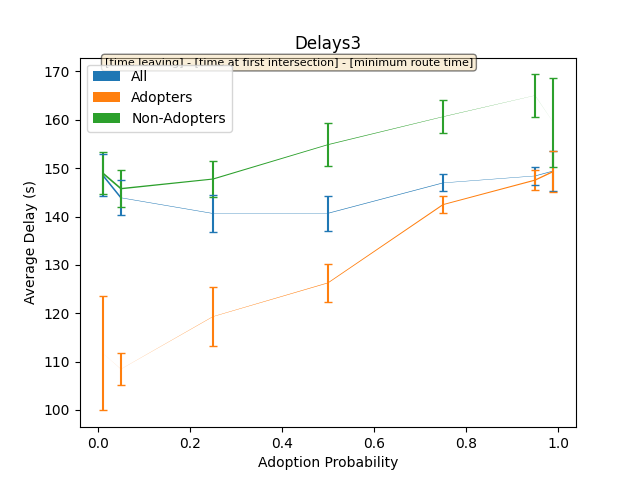 Delays3
[time leaving] - [time at first intersection] - [minimum route time]
All
Adopters
Non-Adopters
170
160
150
140
130
120
110
100
Average Delay (s)
0.0 0.2 0.4 0.6 0.8 1.0
Adoption Probability